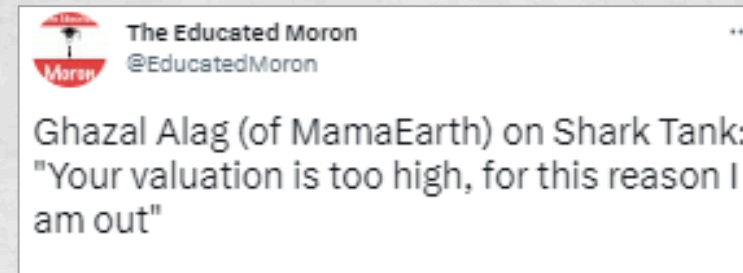 The Educated Moron
@EducatedMoron
Moron
Ghazal Alag (of MamaEarth) on Shark Tank:
"Your valuation is too high, for this reason I
am out"